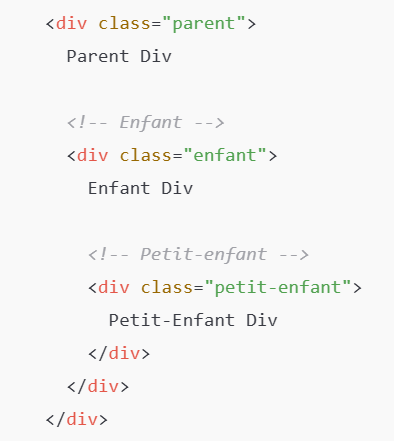 <div class="parent">
Parent Div
<!-- Enfant -->
<div class="enfant">
Enfant Div
<!-- Petit-enfant -->
<div class="petit-enfant">
Petit-Enfant Div
</div>
</div>
</div>